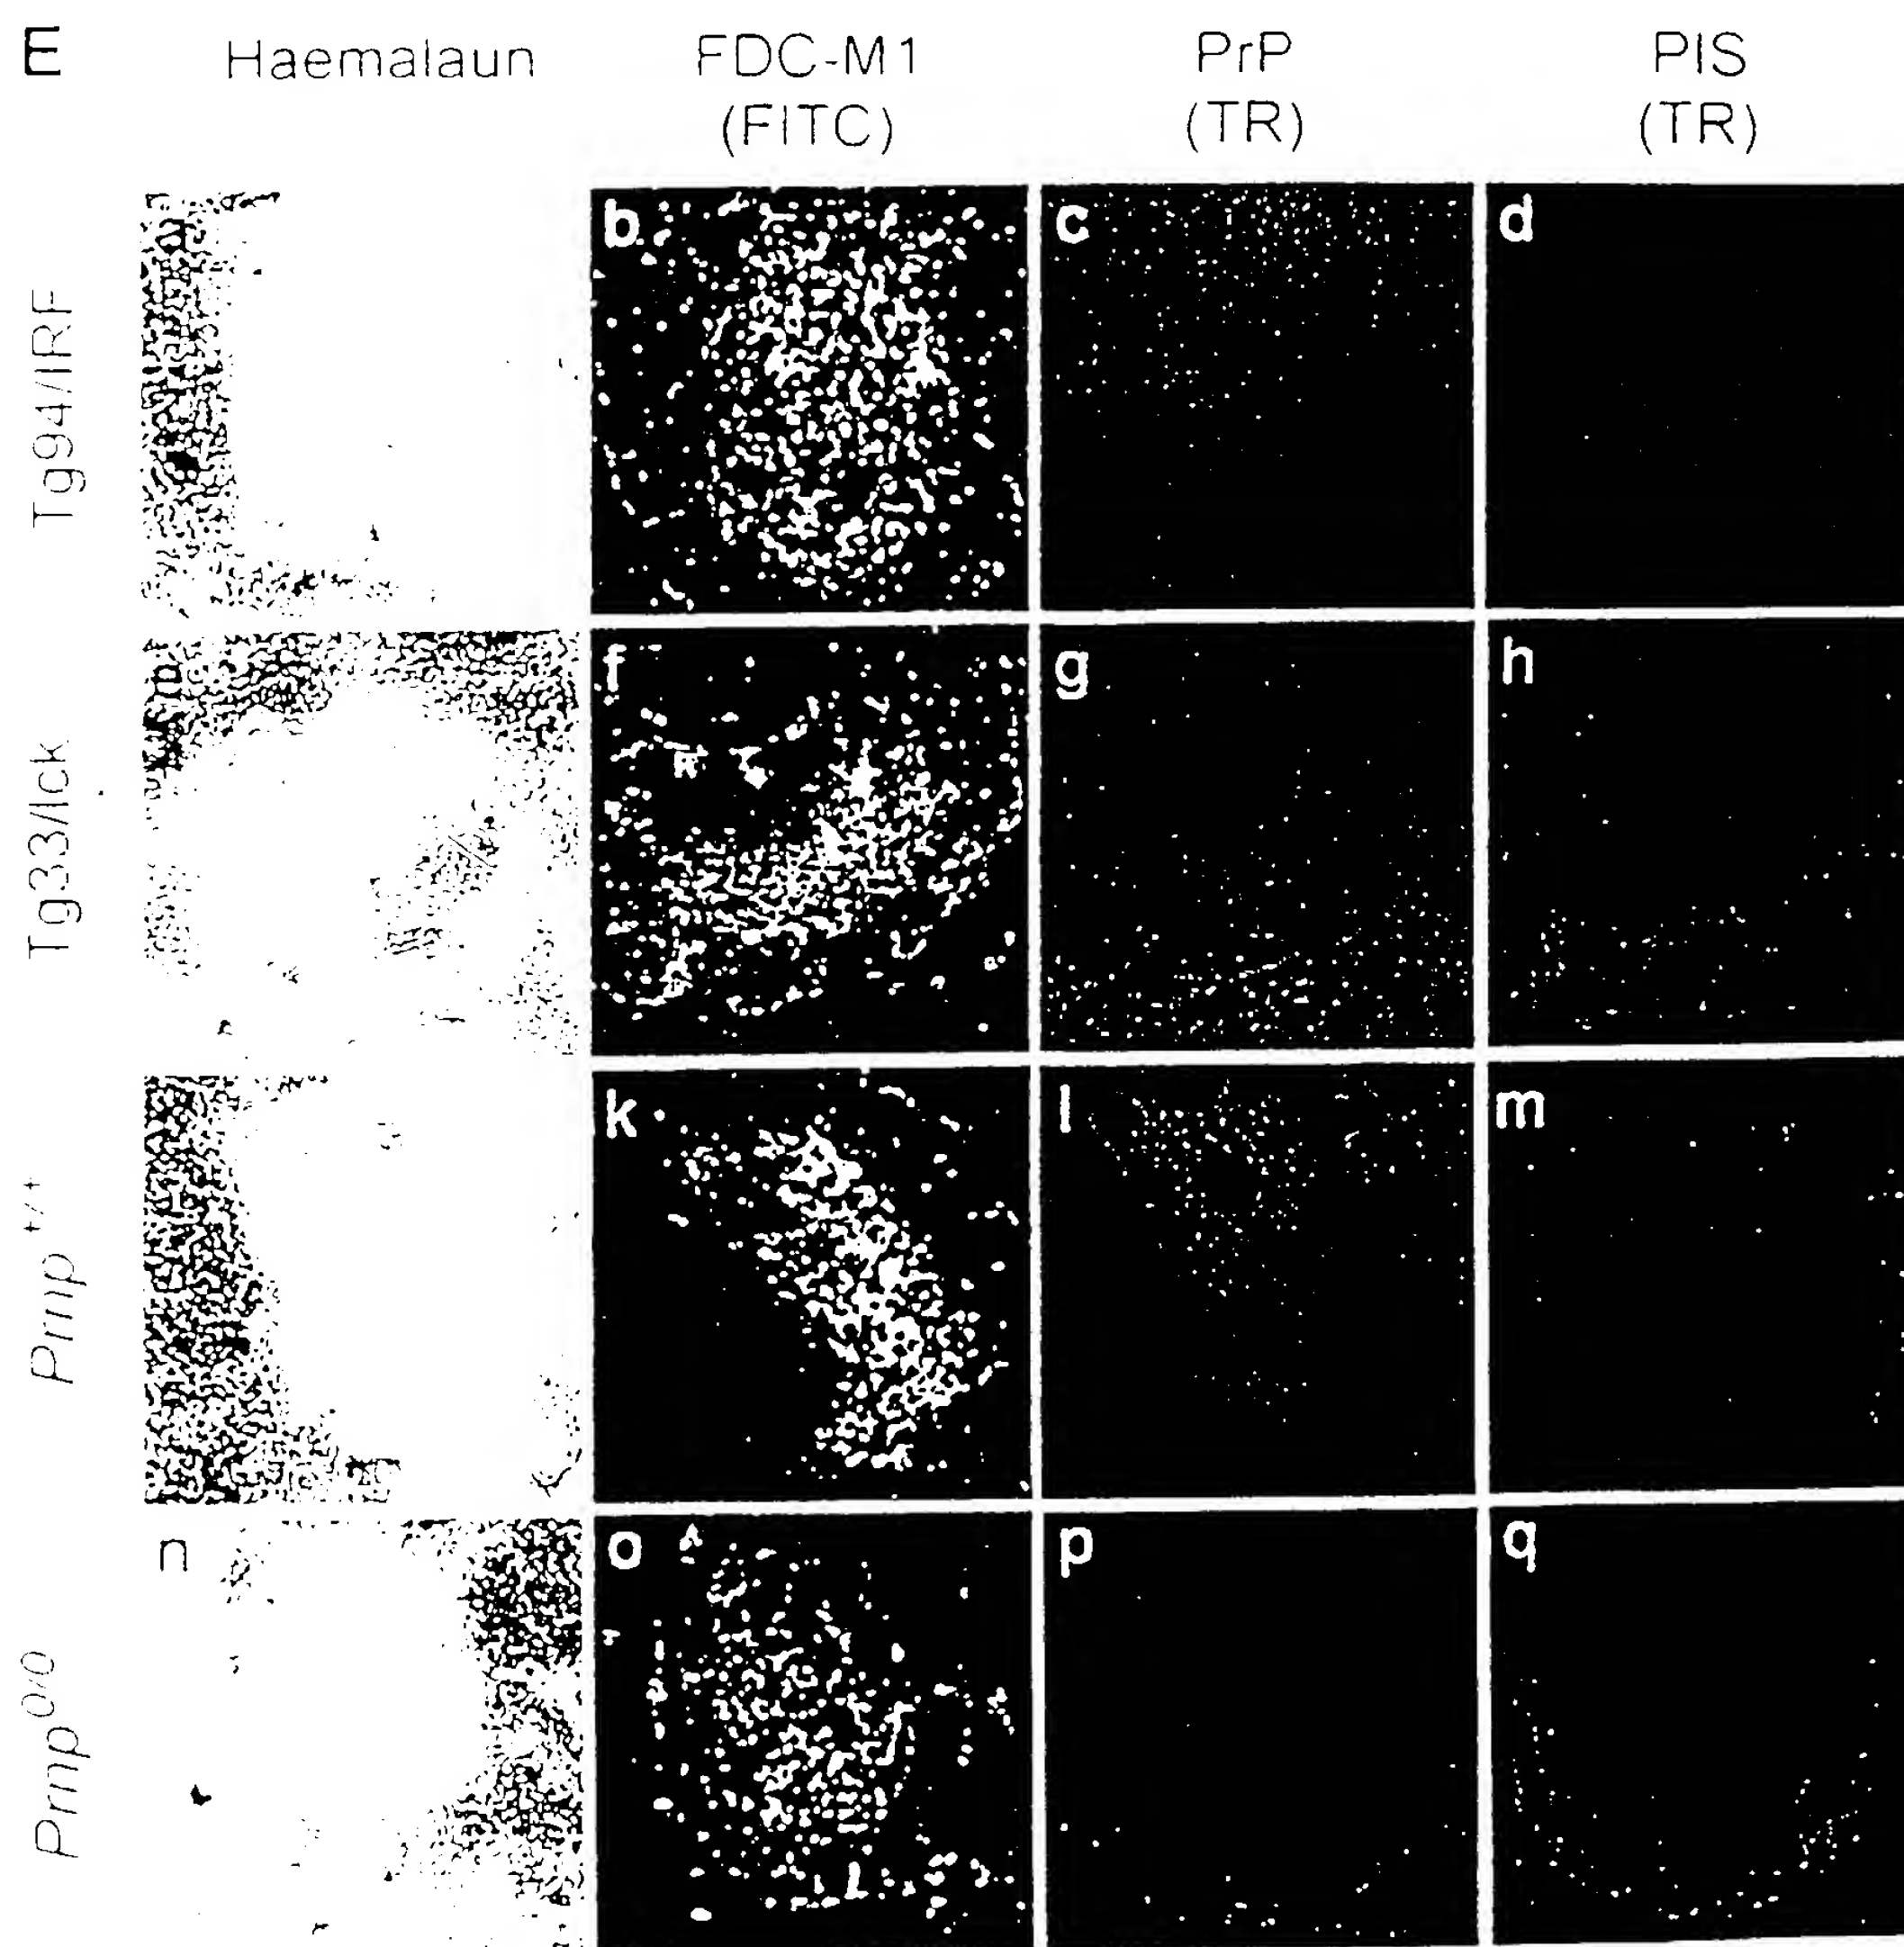 E
Haemalaun
FDC-M1
(FITC)
PrP
(TR)
PIS
(TR)
Tg94/IRF
b
c
d
Tg33/lck
f
g
h
Prnp+/+
k
l
m
Prnp0/0
n
o
p
q